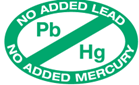 NO ADDED LEAD
Pb
Hg
NO ADDED MERCURY